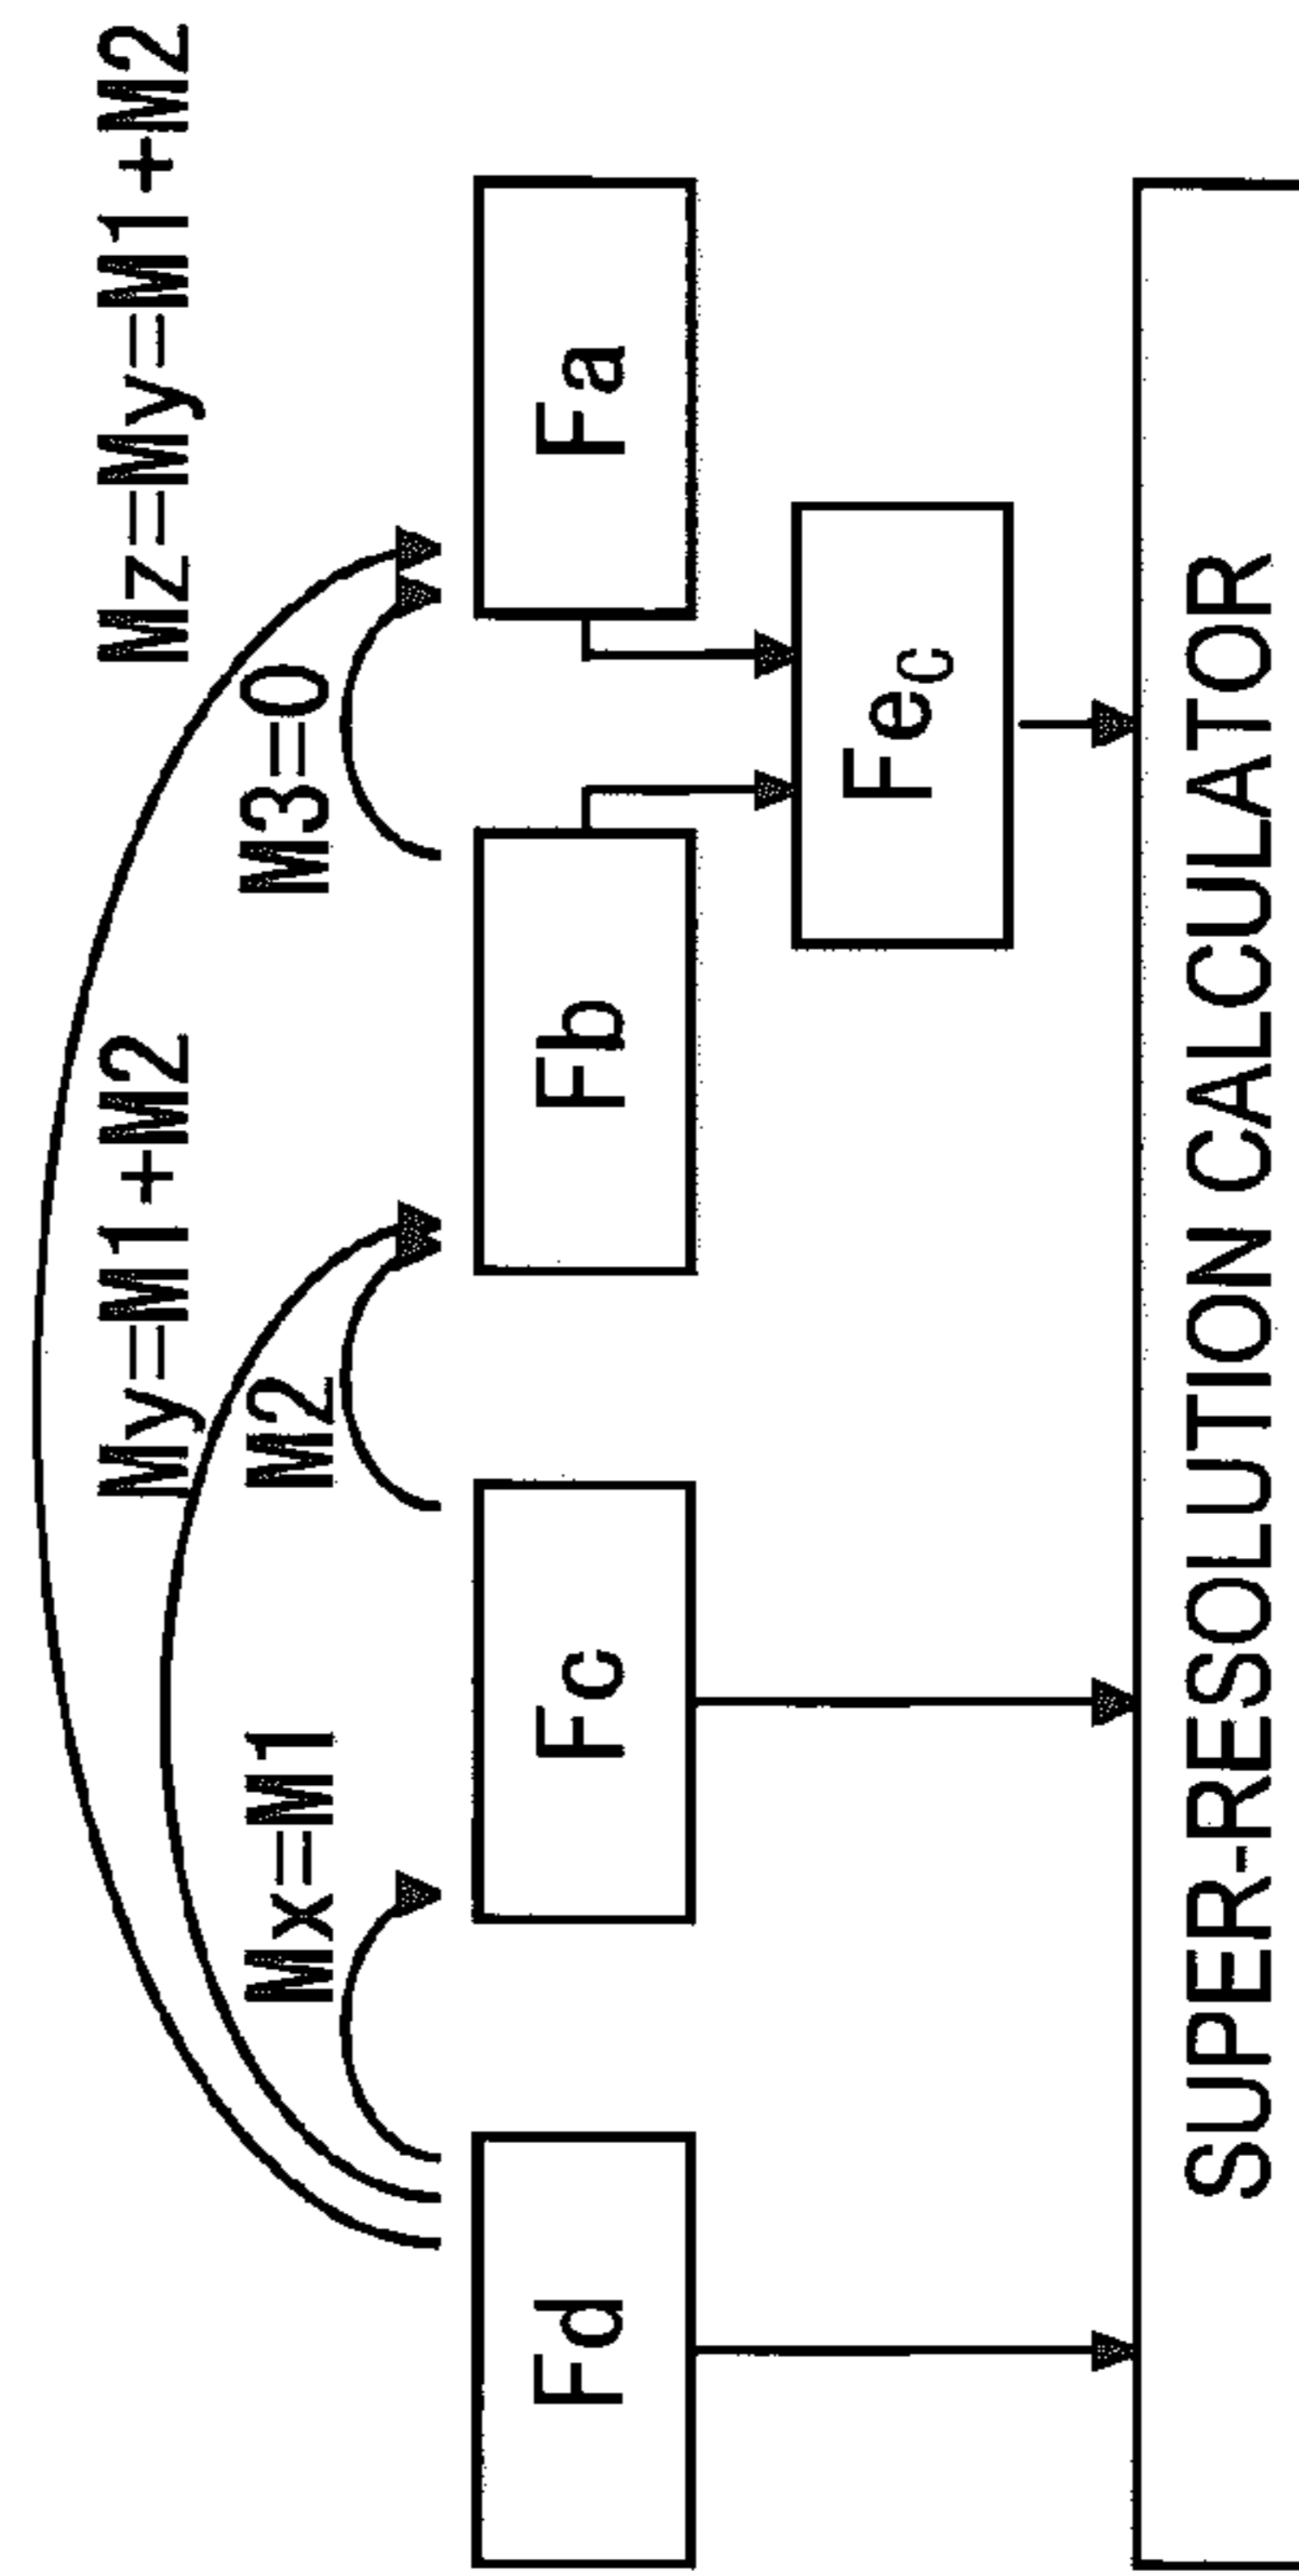 My=M1+M2
Mz=My=M1+M2
Mx=M1
M2
M3=0
Fd
Fc
Fb
Fa
Fec
SUPER-RESOLUTION CALCULATOR